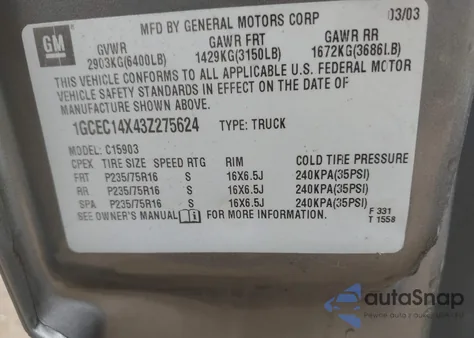 GM
MFD BY GENERAL MOTORS CORP 03/03
GVWR GAWR FRT GAWR RR
2903KG(6400LB) 1429KG(3150LB) 1672KG(3686LB)
THIS VEHICLE CONFORMS TO ALL APPLICABLE U.S. FEDERAL MOTOR
VEHICLE SAFETY STANDARDS IN EFFECT ON THE DATE OF
MANUFACTURE SHOWN ABOVE.
1GCEC14X43Z275624 TYPE: TRUCK
MODEL: C15903
CPEX TIRE SIZE SPEED RTG RIM COLD TIRE PRESSURE
FRT P235/75R16 S 16X6.5J 240KPA(35PSI)
RR P235/75R16 S 16X6.5J 240KPA(35PSI)
SPA P235/75R16 S 16X6.5J 240KPA(35PSI)
SEE OWNER'S MANUAL FOR MORE INFORMATION.
F 331
T 1558
autaSnap